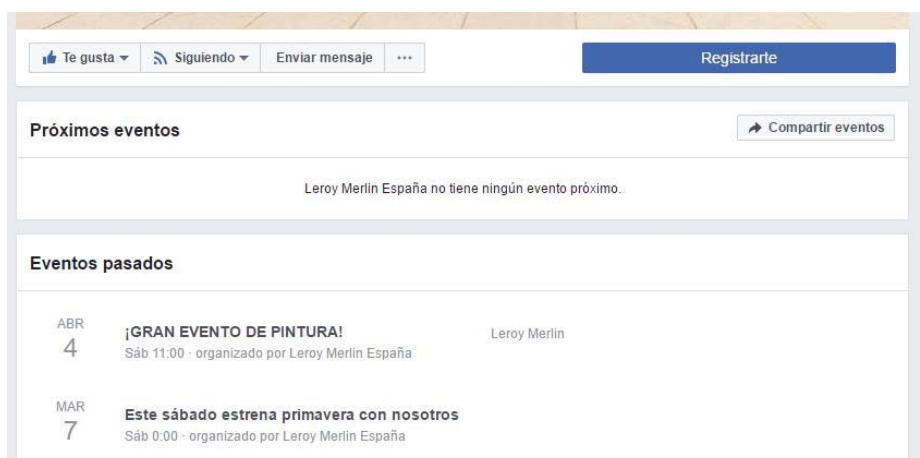 Te gusta Siguiendo Enviar mensaje ... Registrarte
Próximos eventos Compartir eventos
Leroy Merlin España no tiene ningún evento próximo.
Eventos pasados
ABR
4
¡GRAN EVENTO DE PINTURA! Leroy Merlin
Sáb 11:00 · organizado por Leroy Merlin España
MAR
7
Este sábado estrena primavera con nosotros
Sáb 0:00 · organizado por Leroy Merlin España